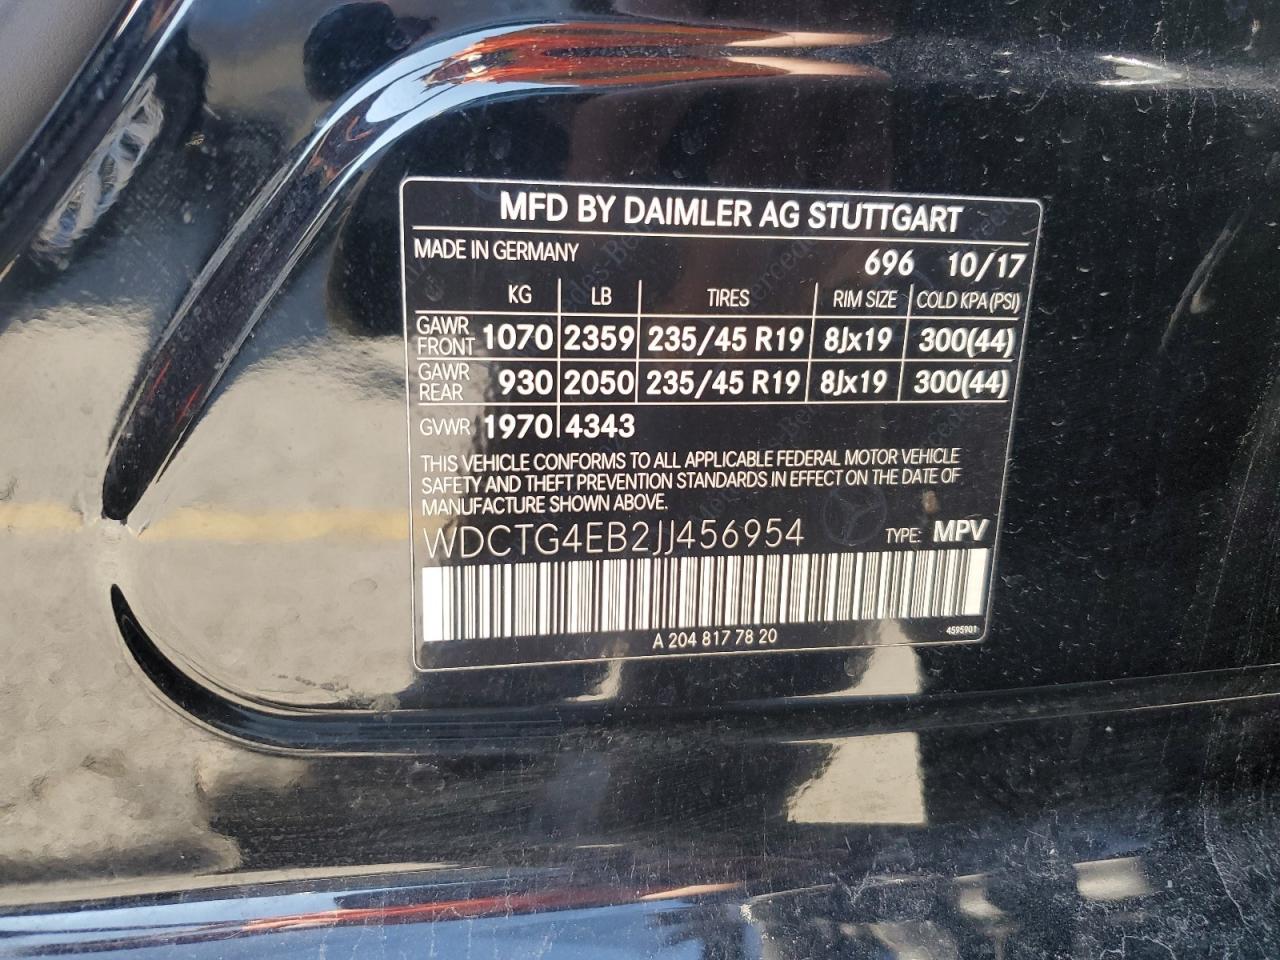 MFD BY DAIMLER AG STUTTGART
MADE IN GERMANY 696 10/17
KG LB TIRES RIM SIZE COLD KPA (PSI)
GAWR FRONT 1070 2359 235/45 R19 8Jx19 300(44)
GAWR REAR 930 2050 235/45 R19 8Jx19 300(44)
GVWR 1970 4343
THIS VEHICLE CONFORMS TO ALL APPLICABLE FEDERAL MOTOR VEHICLE
SAFETY AND THEFT PREVENTION STANDARDS IN EFFECT ON THE DATE OF
MANUFACTURE SHOWN ABOVE.
WDCTG4EB2JJ456954 TYPE: MPV
A 204 817 78 20 4595901